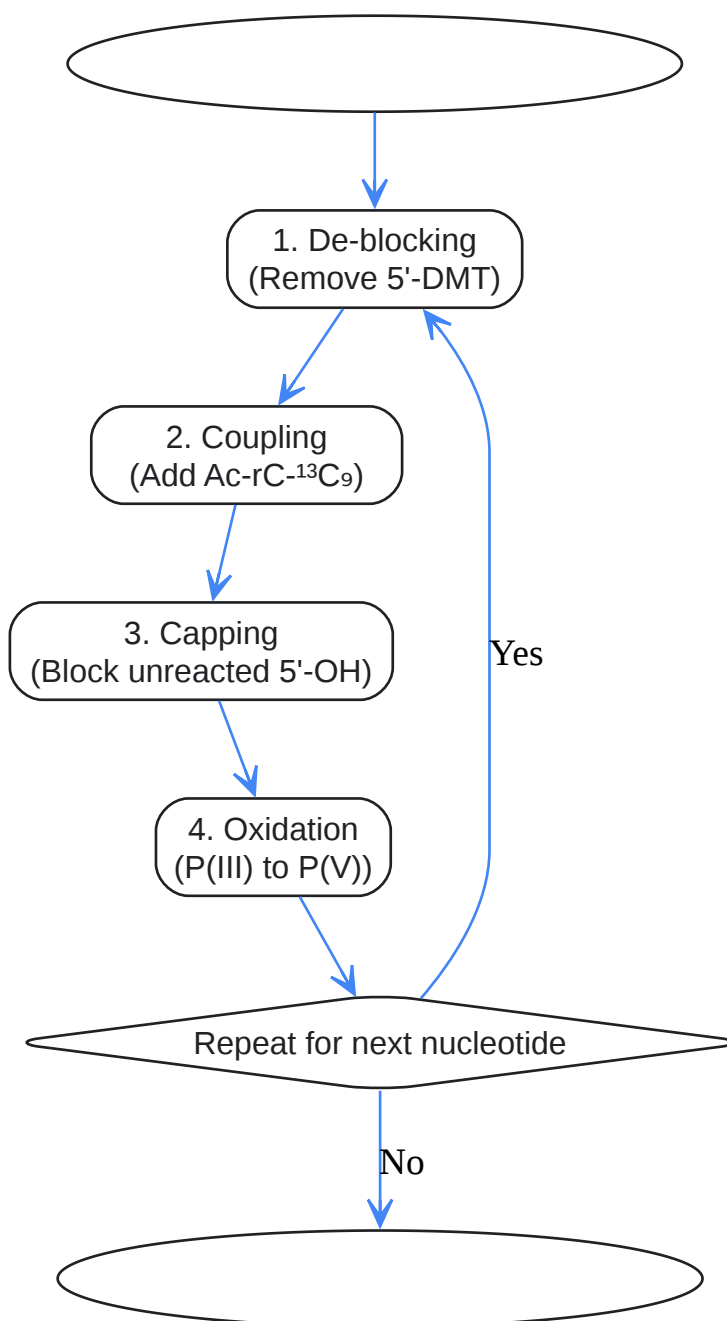 1. De-blocking
(Remove 5'-DMT)
2. Coupling
(Add Ac-rC-¹³C₉)
3. Capping
(Block unreacted 5'-OH)
Yes
4. Oxidation
(P(III) to P(V))
Repeat for next nucleotide
No